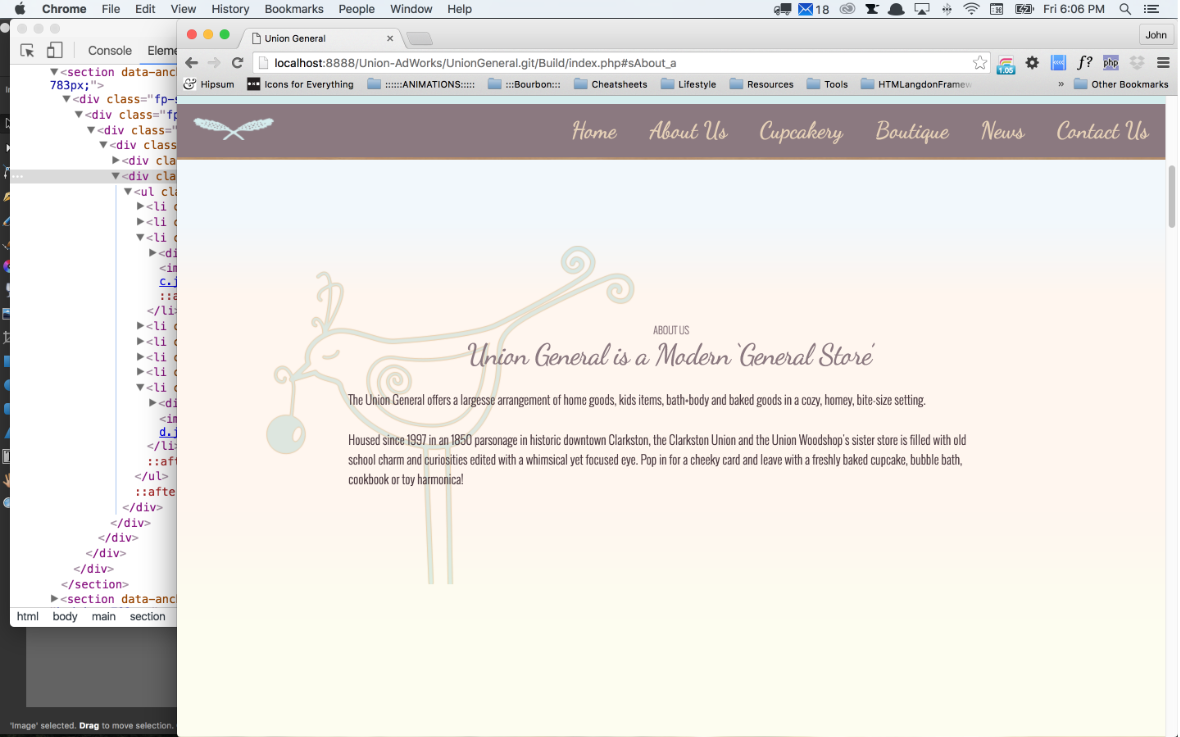 Chrome File Edit View History Bookmarks People Window Help 18 Fri 6:06 PM
Union General
John
localhost:8888/Union-AdWorks/UnionGeneral.git/Build/index.php#sAbout_a
1.05
f?
php
Hipsum Icons for Everything ::::::ANIMATIONS::::: :::Bourbon::: Cheatsheets Lifestyle Resources Tools HTMLangdonFramew » Other Bookmarks
Console Eleme
<section data-anc
783px;">
<div class="fp-s
<div class="fp
<div class="
<div class
<div cla
<div cla
<ul cla
<li c
<li c
<li c
<di
<im
c.j
::a
</li>
<li c
<li c
<li c
<li c
<li c
<di
<im
d.j
</li>
::afte
</ul>
::afte
</div>
</div>
</div>
</div>
</div>
</section>
<section data-anc
html body main section
'Image' selected. Drag to move selection.
Home About Us Cupcakery Boutique News Contact Us
ABOUT US
Union General is a Modern 'General Store'
The Union General offers a largesse arrangement of home goods, kids items, bath+body and baked goods in a cozy, homey, bite-size setting.
Housed since 1997 in an 1850 parsonage in historic downtown Clarkston, the Clarkston Union and the Union Woodshop's sister store is filled with old
school charm and curiosities edited with a whimsical yet focused eye. Pop in for a cheeky card and leave with a freshly baked cupcake, bubble bath,
cookbook or toy harmonica!